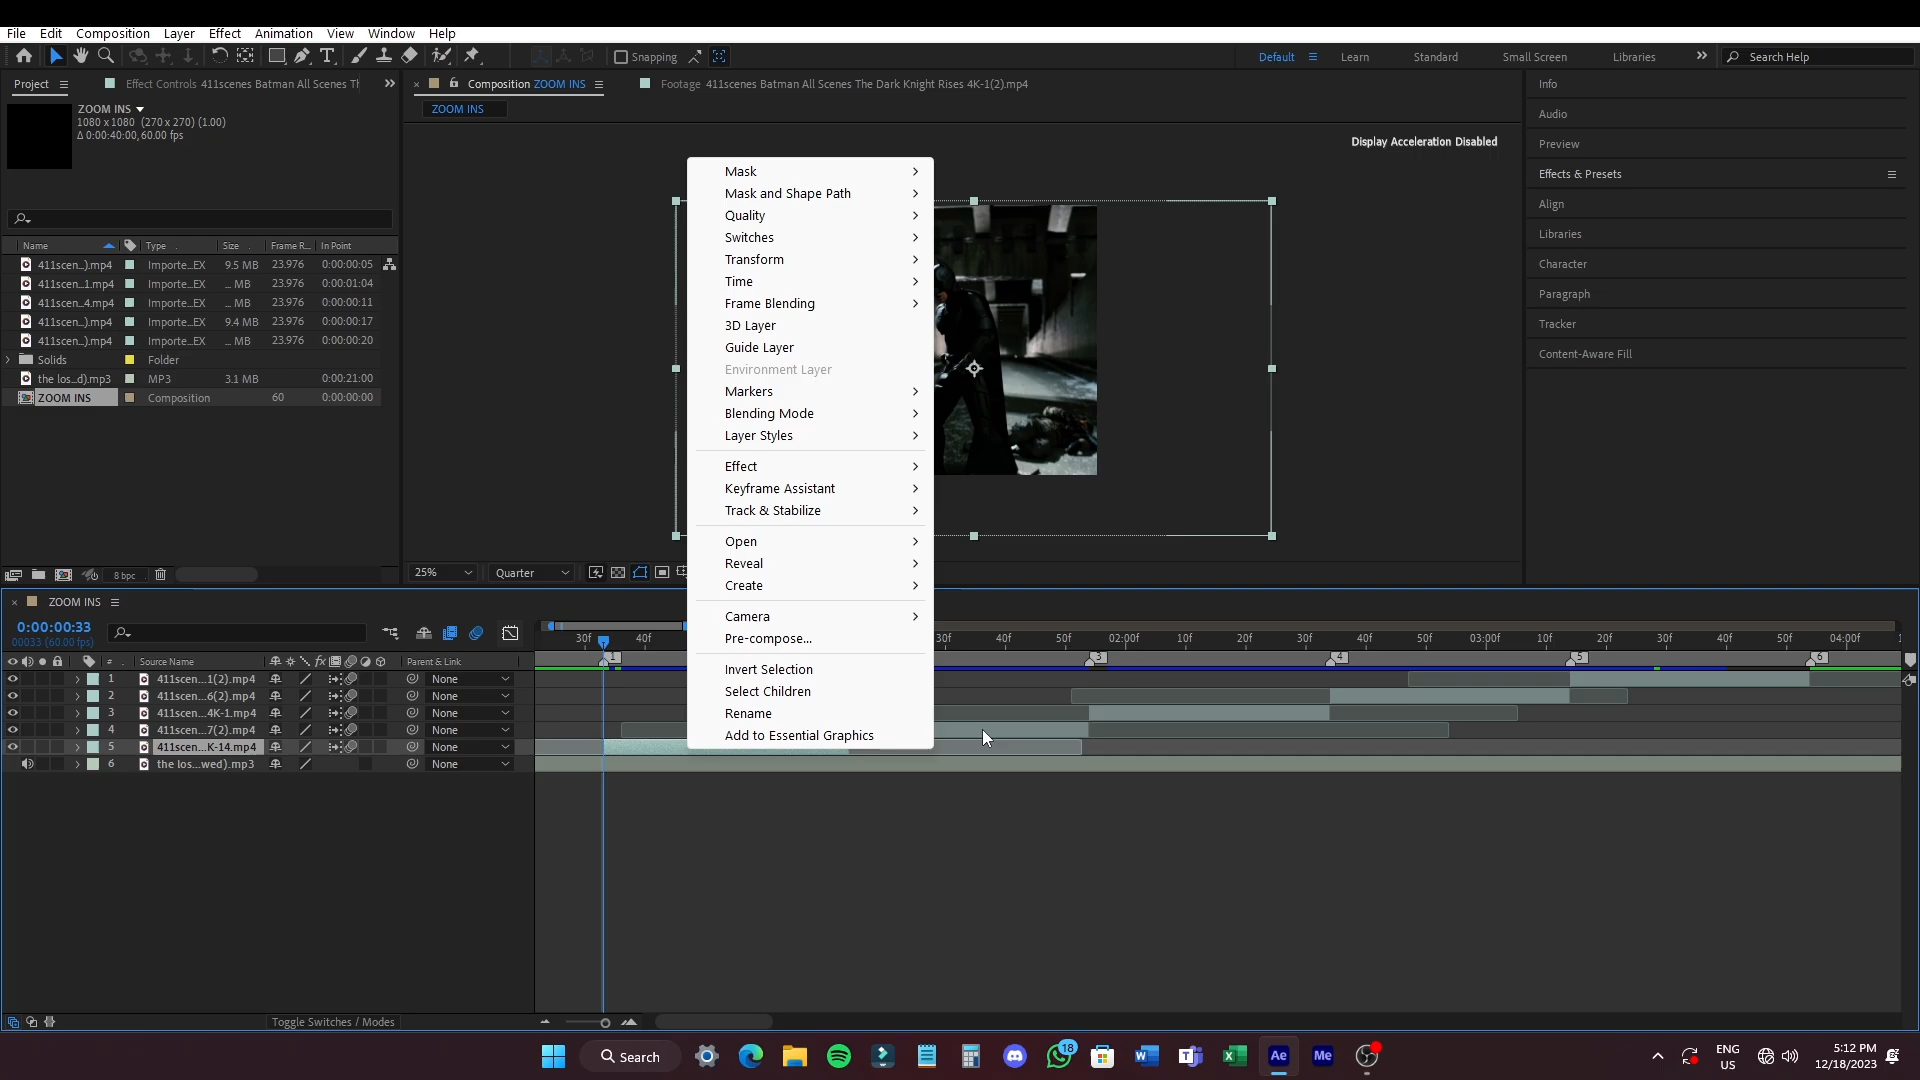 File Edit Composition Layer Effect Animation View Window Help
Snapping Default Learn Standard Small Screen Libraries Search Help
Project Effect Controls 411scenes Batman All Scenes Th Composition ZOOM INS Footage 411scenes Batman All Scenes The Dark Knight Rises 4K-1(2).mp4
ZOOM INS
1080 x 1080 (270 x 270) (1.00)
Δ 0:00:40:00, 60.00 fps
ZOOM INS
Display Acceleration Disabled
Info
Audio
Preview
Effects & Presets
Align
Libraries
Character
Paragraph
Tracker
Content-Aware Fill
Name Type Size Frame R... In Point
411scen...).mp4 Importe...EX 9.5 MB 23.976 0:00:00:05
411scen...1.mp4 Importe...EX ... MB 23.976 0:00:01:04
411scen...4.mp4 Importe...EX ... MB 23.976 0:00:00:11
411scen...).mp4 Importe...EX 9.4 MB 23.976 0:00:00:17
411scen...).mp4 Importe...EX ... MB 23.976 0:00:00:20
Solids Folder
the los...d).mp3 MP3 3.1 MB 0:00:21:00
ZOOM INS Composition 60 0:00:00:00
8 bpc
25% Quarter
Mask
Mask and Shape Path
Quality
Switches
Transform
Time
Frame Blending
3D Layer
Guide Layer
Environment Layer
Markers
Blending Mode
Layer Styles
Effect
Keyframe Assistant
Track & Stabilize
Open
Reveal
Create
Camera
Pre-compose...
Invert Selection
Select Children
Rename
Add to Essential Graphics
ZOOM INS
0:00:00:33
00033 (60.00 fps)
30f 40f 30f 40f 50f 02:00f 10f 20f 30f 40f 50f 03:00f 10f 20f 30f 40f 50f 04:00f 1
1 3 4 5 6
# Source Name fx Parent & Link
1 411scen...1(2).mp4 None
2 411scen...6(2).mp4 None
3 411scen...4K-1.mp4 None
4 411scen...7(2).mp4 None
5 411scen...K-14.mp4 None
6 the los...wed).mp3 None
Toggle Switches / Modes
Search 18 Ae Me
ENG
US
5:12 PM
12/18/2023